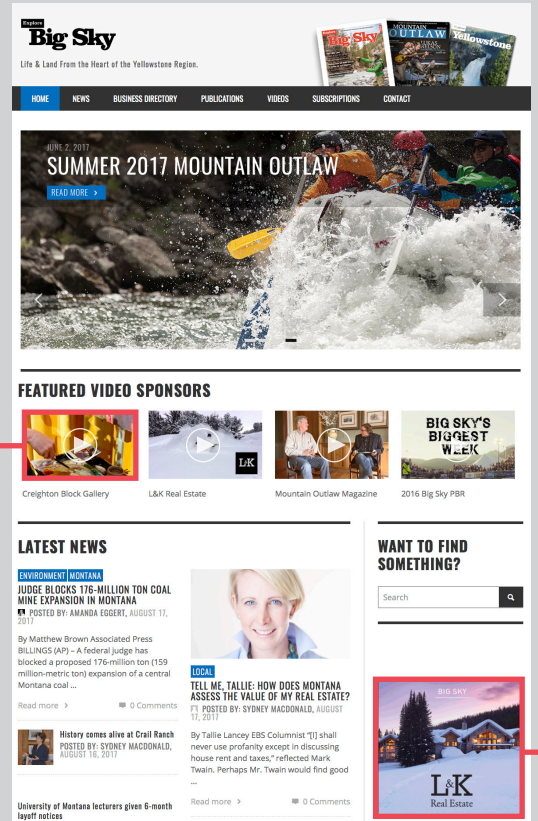 Explore
Big Sky
Life & Land From the Heart of the Yellowstone Region.
Big Sky
MOUNTAIN
OUTLAW
Yellowstone
HOME NEWS BUSINESS DIRECTORY PUBLICATIONS VIDEOS SUBSCRIPTIONS CONTACT
JUNE 2, 2017
SUMMER 2017 MOUNTAIN OUTLAW
READ MORE >
FEATURED VIDEO SPONSORS
L&K
BIG SKY'S
BIGGEST
WEEK
Creighton Block Gallery
L&K Real Estate
Mountain Outlaw Magazine
2016 Big Sky PBR
LATEST NEWS
ENVIRONMENT MONTANA
JUDGE BLOCKS 176-MILLION TON COAL
MINE EXPANSION IN MONTANA
POSTED BY: AMANDA EGGERT, AUGUST 17,
2017
By Matthew Brown Associated Press
BILLINGS (AP) – A federal judge has
blocked a proposed 176-million ton (159
million-metric ton) expansion of a central
Montana coal ...
Read more > 0 Comments
History comes alive at Crail Ranch
POSTED BY: SYDNEY MACDONALD,
AUGUST 16, 2017
University of Montana lecturers given 6-month
layoff notices
LOCAL
TELL ME, TALLIE: HOW DOES MONTANA
ASSESS THE VALUE OF MY REAL ESTATE?
POSTED BY: SYDNEY MACDONALD, AUGUST
17, 2017
By Tallie Lancey EBS Columnist "[I] shall
never use profanity except in discussing
house rent and taxes," reflected Mark
Twain. Perhaps Mr. Twain would find good
...
Read more > 0 Comments
WANT TO FIND
SOMETHING?
Search
BIG SKY
L&K
Real Estate